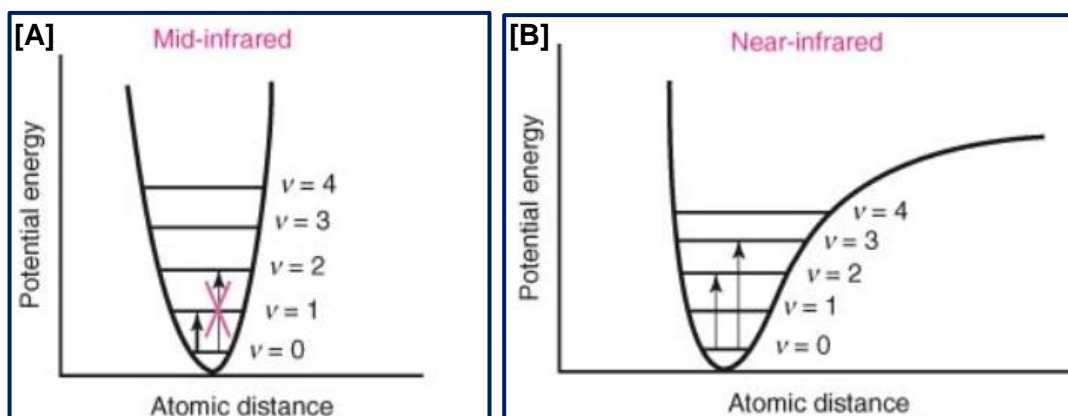 [A]
Mid-infrared
Potential energy
ν = 4
ν = 3
ν = 2
ν = 1
ν = 0
Atomic distance
[B]
Near-infrared
Potential energy
ν = 4
ν = 3
ν = 2
ν = 1
ν = 0
Atomic distance